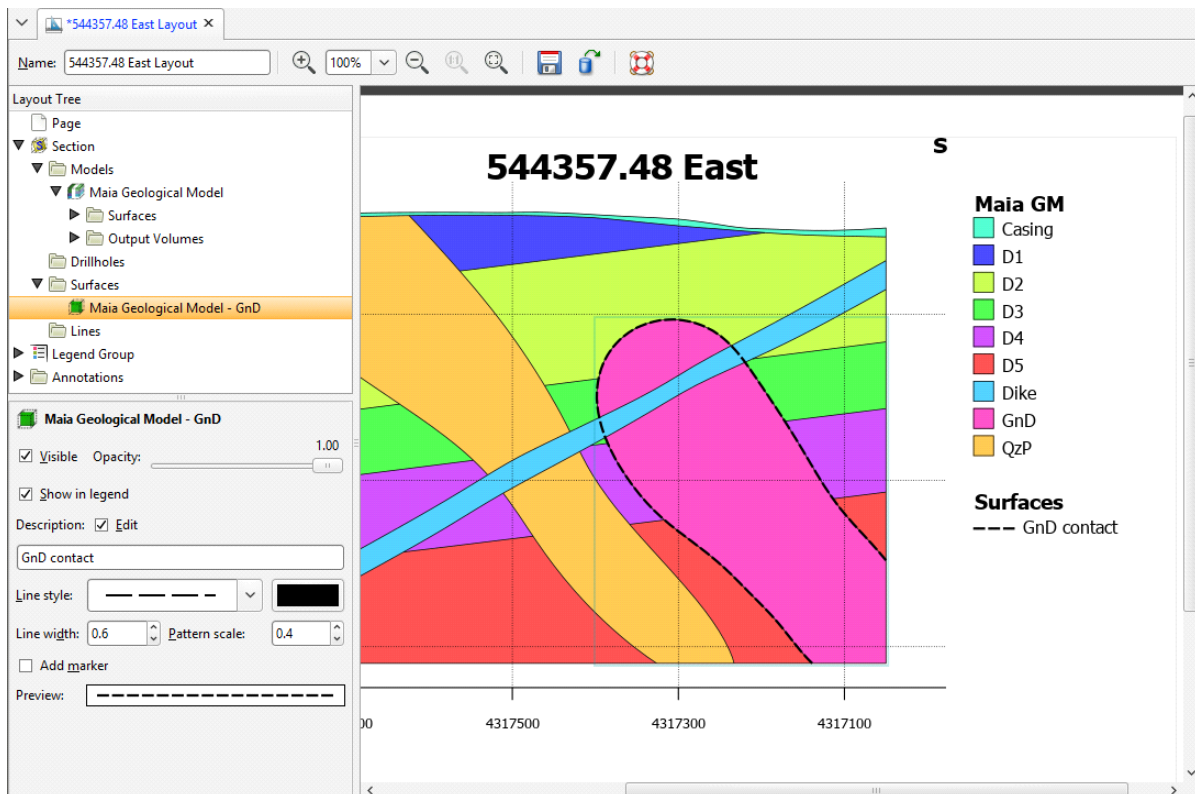 *544357.48 East Layout
Name: 544357.48 East Layout 100%
Layout Tree
Page
Section
Models
Maia Geological Model
Surfaces
Output Volumes
Drillholes
Surfaces
Maia Geological Model - GnD
Lines
Legend Group
Annotations
Maia Geological Model - GnD
Visible Opacity: 1.00
Show in legend
Description: Edit
GnD contact
Line style:
Line width: 0.6 Pattern scale: 0.4
Add marker
Preview:
S
544357.48 East
Maia GM
Casing
D1
D2
D3
D4
D5
Dike
GnD
QzP
Surfaces
GnD contact
4317500 4317300 4317100